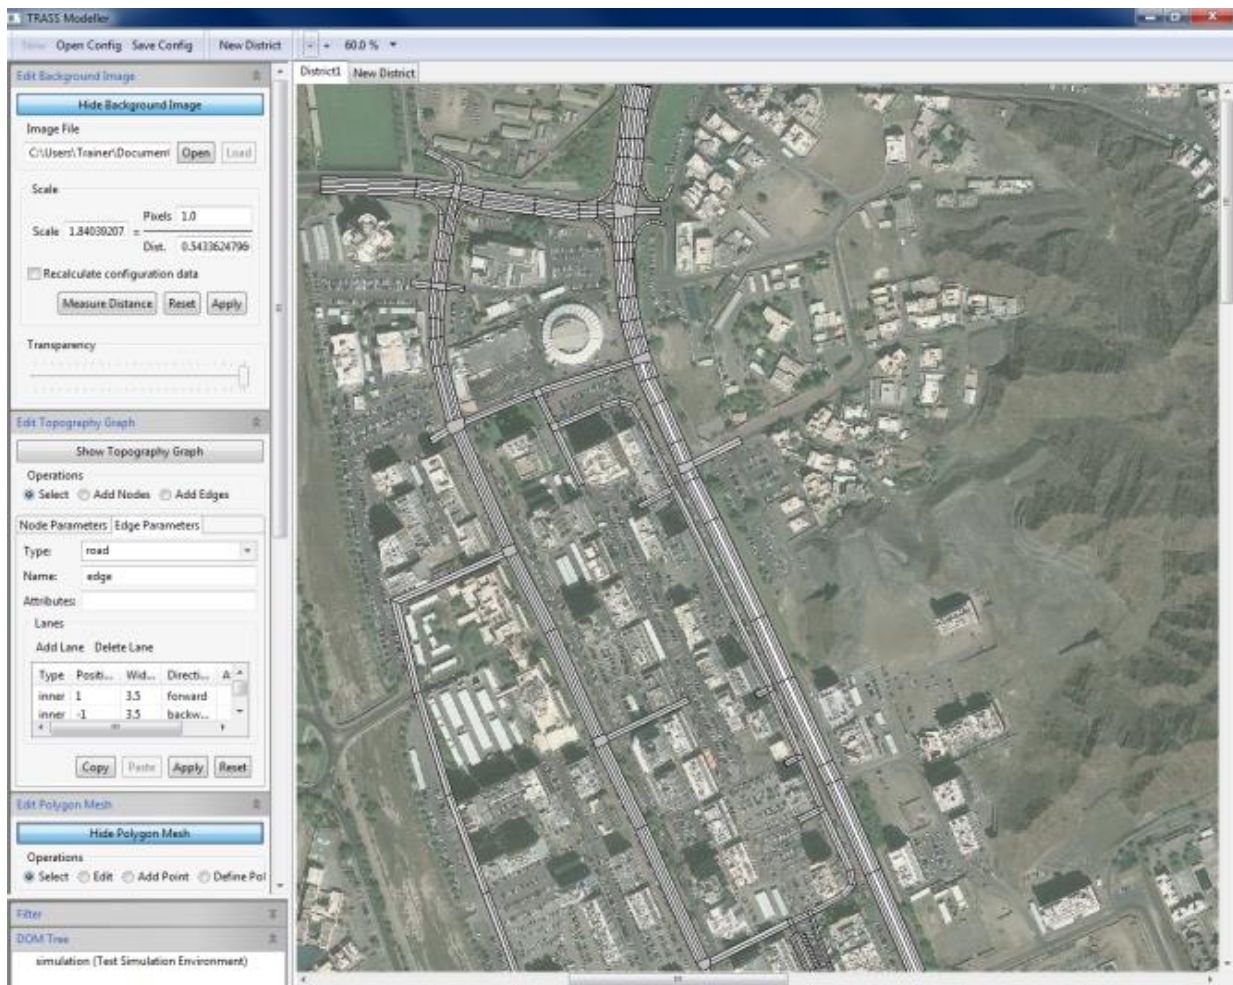 TRASS Modeller
New Open Config Save Config New District - + 60.0 %
Edit Background Image
Hide Background Image
Image File
C:\Users\Trainer\Document Open Load
Scale
Pixels 1.0
Scale 1.84039207 =
Dist. 0.5433624796
Recalculate configuration data
Measure Distance Reset Apply
Transparency
Edit Topography Graph
Show Topography Graph
Operations
Select Add Nodes Add Edges
Node Parameters Edge Parameters
Type: road
Name: edge
Attributes:
Lanes
Add Lane Delete Lane
Type Positi... Wid... Directi... A
inner 1 3.5 forward
inner -1 3.5 backw...
Copy Paste Apply Reset
Edit Polygon Mesh
Hide Polygon Mesh
Operations
Select Edit Add Point Define Pol
Filter
DOM Tree
simulation (Test Simulation Environment)
District1 New District